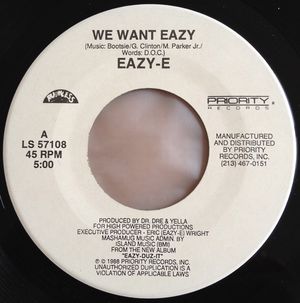 WE WANT EAZY
(Music: Bootsie/G. Clinton/M. Parker Jr./
Words: D.O.C.)
EAZY-E
RUTHLESS
PRIORITY
RECORDS
A
LS 57108
45 RPM
5:00
MANUFACTURED
AND DISTRIBUTED BY
PRIORITY RECORDS, INC.
(213) 467-0151
PRODUCED BY DR. DRE & YELLA
FOR HIGH POWERED PRODUCTIONS
EXECUTIVE PRODUCER - ERIC (EAZY-E) WRIGHT
MASHAMUG MUSIC ADMIN. BY
ISLAND MUSIC (BMI)
FROM THE NEW ALBUM
"EAZY-DUZ-IT"
© 1988 PRIORITY RECORDS, INC.
UNAUTHORIZED DUPLICATION IS A
VIOLATION OF APPLICABLE LAWS